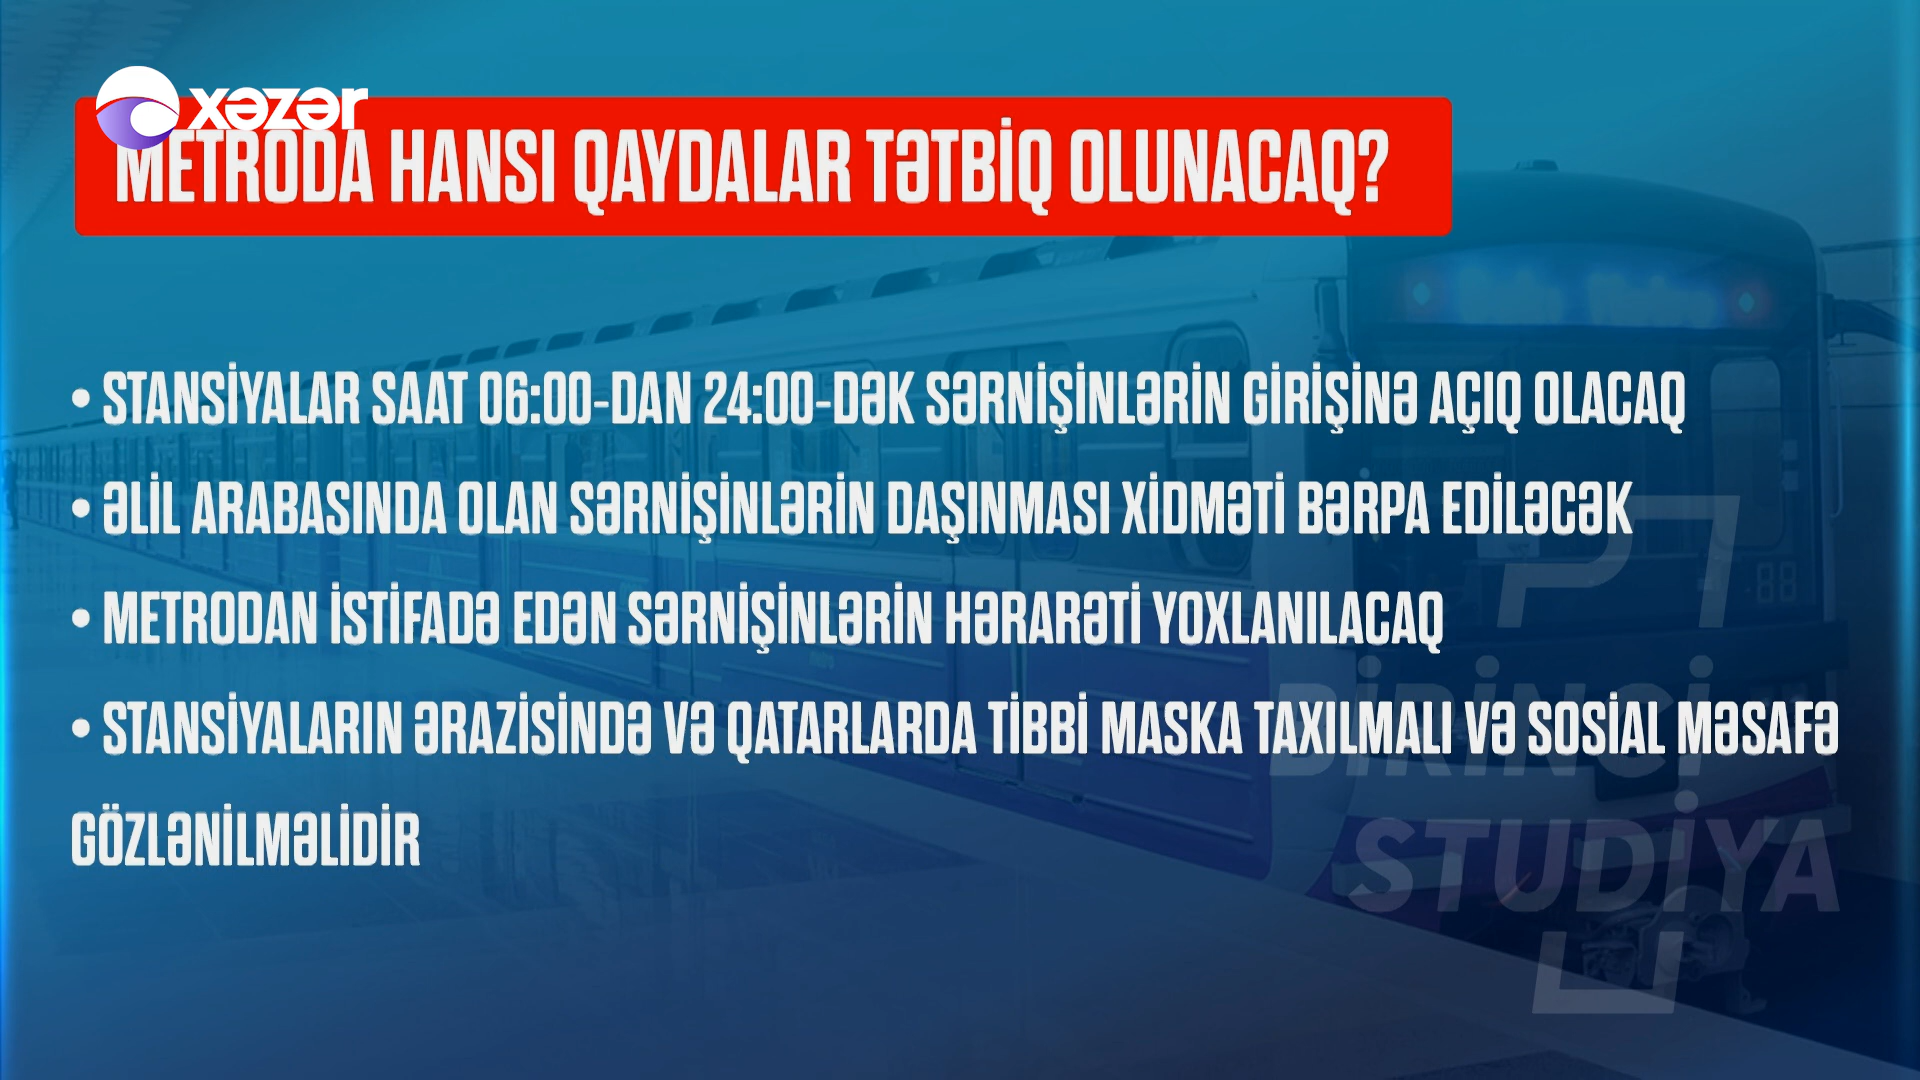 xəzər
METRODA HANSI QAYDALAR TƏTBİQ OLUNACAQ?
• STANSİYALAR SAAT 06:00-DAN 24:00-DƏK SƏRNİŞİNLƏRİN GİRİŞİNƏ AÇIQ OLACAQ
• ƏLİL ARABASINDA OLAN SƏRNİŞİNLƏRİN DAŞINMASI XİDMƏTİ BƏRPA EDİLƏCƏK
• METRODAN İSTİFADƏ EDƏN SƏRNİŞİNLƏRİN HƏRARƏTİ YOXLANILACAQ
• STANSİYALARIN ƏRAZİSİNDƏ VƏ QATARLARDA TİBBİ MASKA TAXILMALI VƏ SOSİAL MƏSAFƏ
GÖZLƏNİLMƏLİDİR
88
BİRİNCİ
STUDİYA